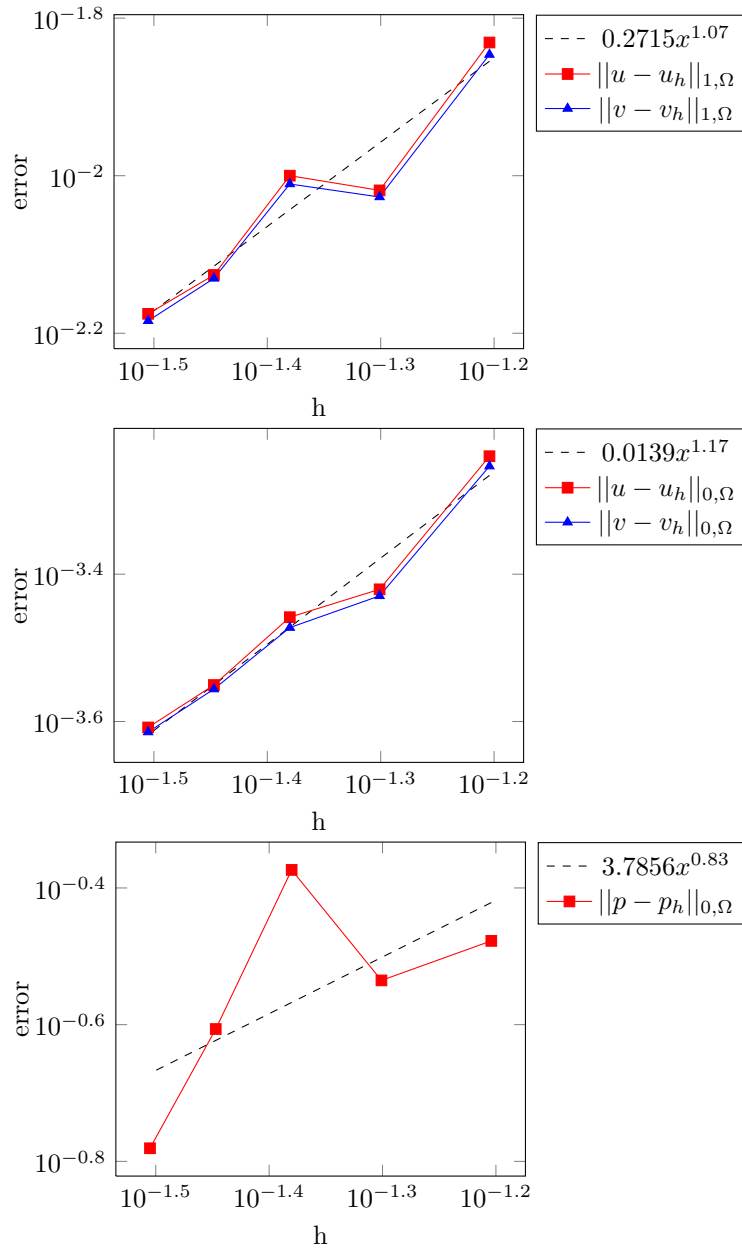 10^{-1.8}
10^{-2}
10^{-2.2}
error
10^{-1.5} 10^{-1.4} 10^{-1.3} 10^{-1.2}
h
0.2715x^{1.07}
||u − u_h||_{1,Ω}
||v − v_h||_{1,Ω}
10^{-3.4}
10^{-3.6}
error
10^{-1.5} 10^{-1.4} 10^{-1.3} 10^{-1.2}
h
0.0139x^{1.17}
||u − u_h||_{0,Ω}
||v − v_h||_{0,Ω}
10^{-0.4}
10^{-0.6}
10^{-0.8}
error
10^{-1.5} 10^{-1.4} 10^{-1.3} 10^{-1.2}
h
3.7856x^{0.83}
||p − p_h||_{0,Ω}